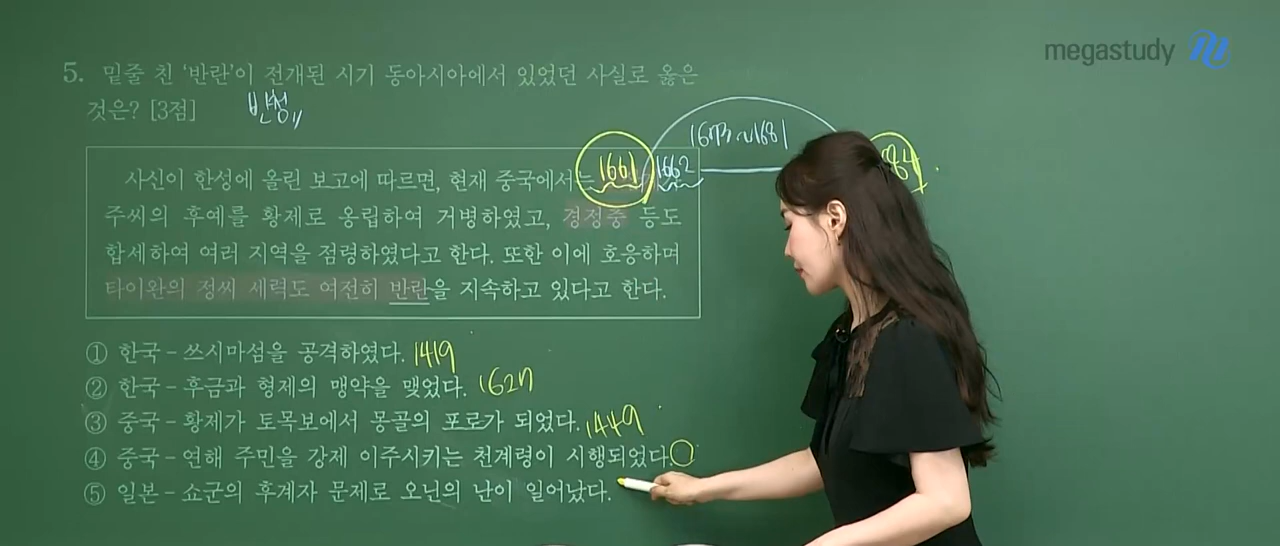 megastudy
5. 밑줄 친 '반란'이 전개된 시기 동아시아에서 있었던 사실로 옳은
것은? [3점]
반청
1673~1681
1661
1662
사신이 한성에 올린 보고에 따르면, 현재 중국에서는
주씨의 후예를 황제로 옹립하여 거병하였고, 경정충 등도
합세하여 여러 지역을 점령하였다고 한다. 또한 이에 호응하며
타이완의 정씨 세력도 여전히 반란을 지속하고 있다고 한다.
① 한국 - 쓰시마섬을 공격하였다. 1419
② 한국 - 후금과 형제의 맹약을 맺었다. 1627
③ 중국 - 황제가 토목보에서 몽골의 포로가 되었다. 1449
④ 중국 - 연해 주민을 강제 이주시키는 천계령이 시행되었다.
⑤ 일본 - 쇼군의 후계자 문제로 오닌의 난이 일어났다.